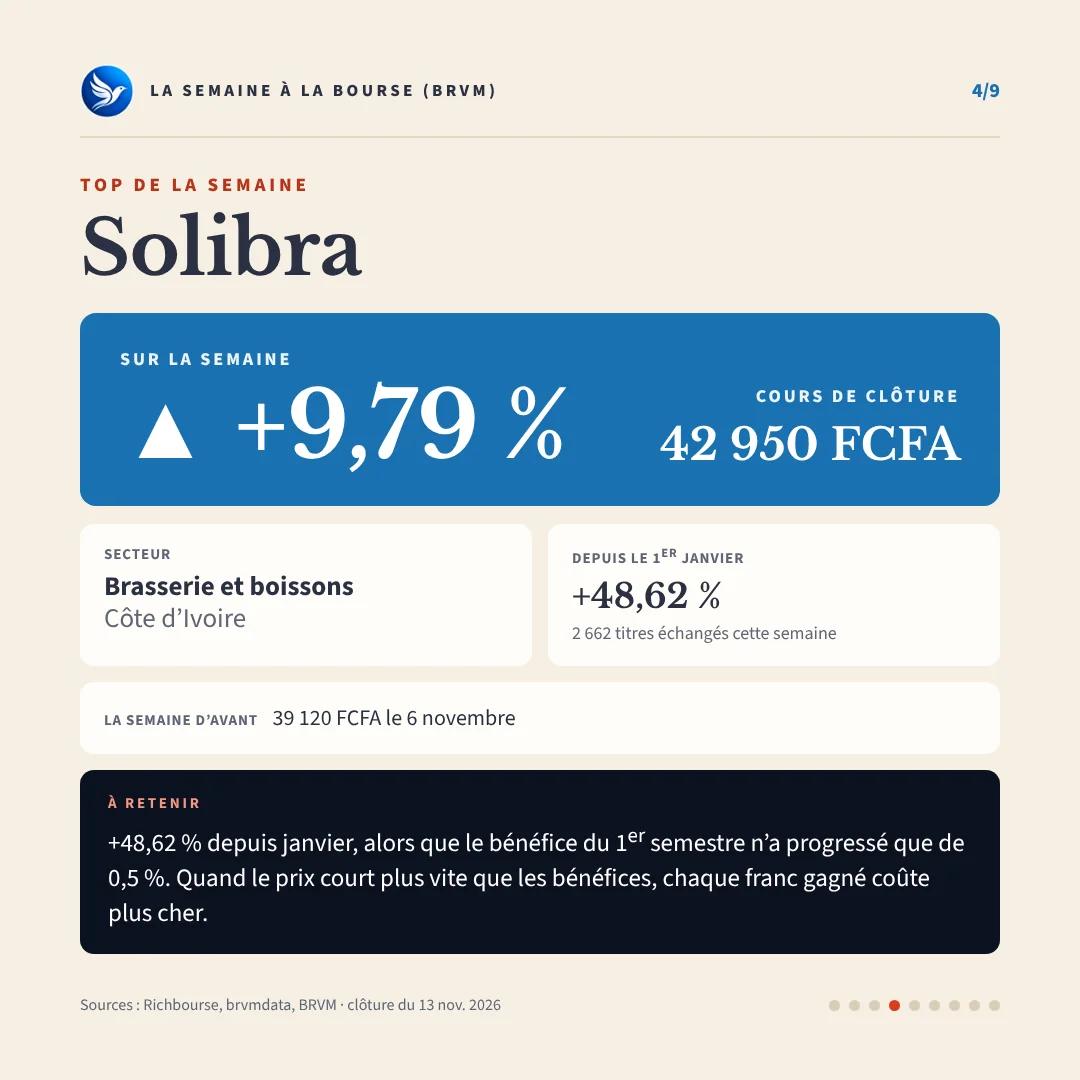 LA SEMAINE À LA BOURSE (BRVM)
4/9
TOP DE LA SEMAINE
Solibra
SUR LA SEMAINE
▲ +9,79 %
COURS DE CLÔTURE
42 950 FCFA
SECTEUR
Brasserie et boissons
Côte d’Ivoire
DEPUIS LE 1ER JANVIER
+48,62 %
2 662 titres échangés cette semaine
LA SEMAINE D’AVANT 39 120 FCFA le 6 novembre
À RETENIR
+48,62 % depuis janvier, alors que le bénéfice du 1er semestre n’a progressé que de
0,5 %. Quand le prix court plus vite que les bénéfices, chaque franc gagné coûte
plus cher.
Sources : Richbourse, brvmdata, BRVM · clôture du 13 nov. 2026